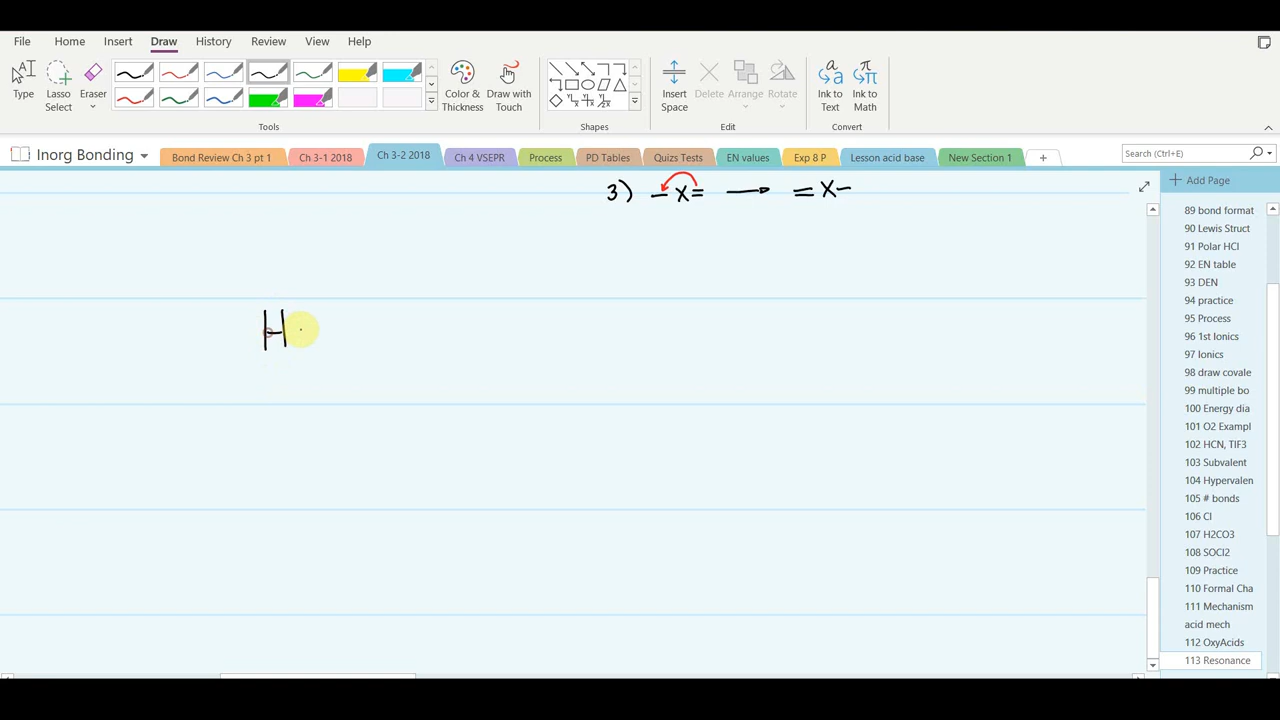 File Home Insert Draw History Review View Help
Type Lasso Select Eraser Color & Thickness Draw with Touch Insert Space Delete Arrange Rotate Ink to Text Ink to Math
Tools Shapes Edit Convert
Inorg Bonding Bond Review Ch 3 pt 1 Ch 3-1 2018 Ch 3-2 2018 Ch 4 VSEPR Process PD Tables Quizs Tests EN values Exp 8 P Lesson acid base New Section 1 + Search (Ctrl+E)
+ Add Page
3) – X = → = X –
H
89 bond format
90 Lewis Struct
91 Polar HCl
92 EN table
93 DEN
94 practice
95 Process
96 1st Ionics
97 Ionics
98 draw covale
99 multiple bo
100 Energy dia
101 O2 Exampl
102 HCN, TIF3
103 Subvalent
104 Hypervalen
105 # bonds
106 CI
107 H2CO3
108 SOCl2
109 Practice
110 Formal Cha
111 Mechanism
acid mech
112 OxyAcids
113 Resonance